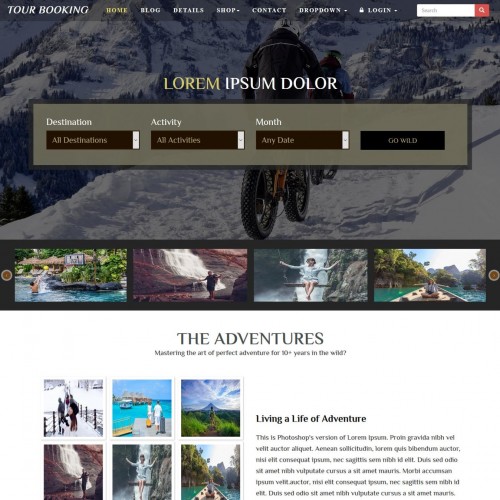 TOUR BOOKING
HOME BLOG DETAILS SHOP CONTACT DROPDOWN LOGIN
Search
LOREM IPSUM DOLOR
Destination Activity Month
All Destinations All Activities Any Date GO WILD
THE ADVENTURES
Mastering the art of perfect adventure for 10+ years in the wild?
Living a Life of Adventure
This is Photoshop's version of Lorem Ipsum. Proin gravida nibh vel
velit auctor aliquet. Aenean sollicitudin, lorem quis bibendum auctor,
nisi elit consequat ipsum, nec sagittis sem nibh id elit. Duis sed odio
sit amet nibh vulputate cursus a sit amet mauris. Morbi accumsan
ipsum velit.auctor, nisi elit consequat ipsum, nec sagittis sem nibh id
elit. Duis sed odio sit amet nibh vulputate cursus a sit amet mauris.